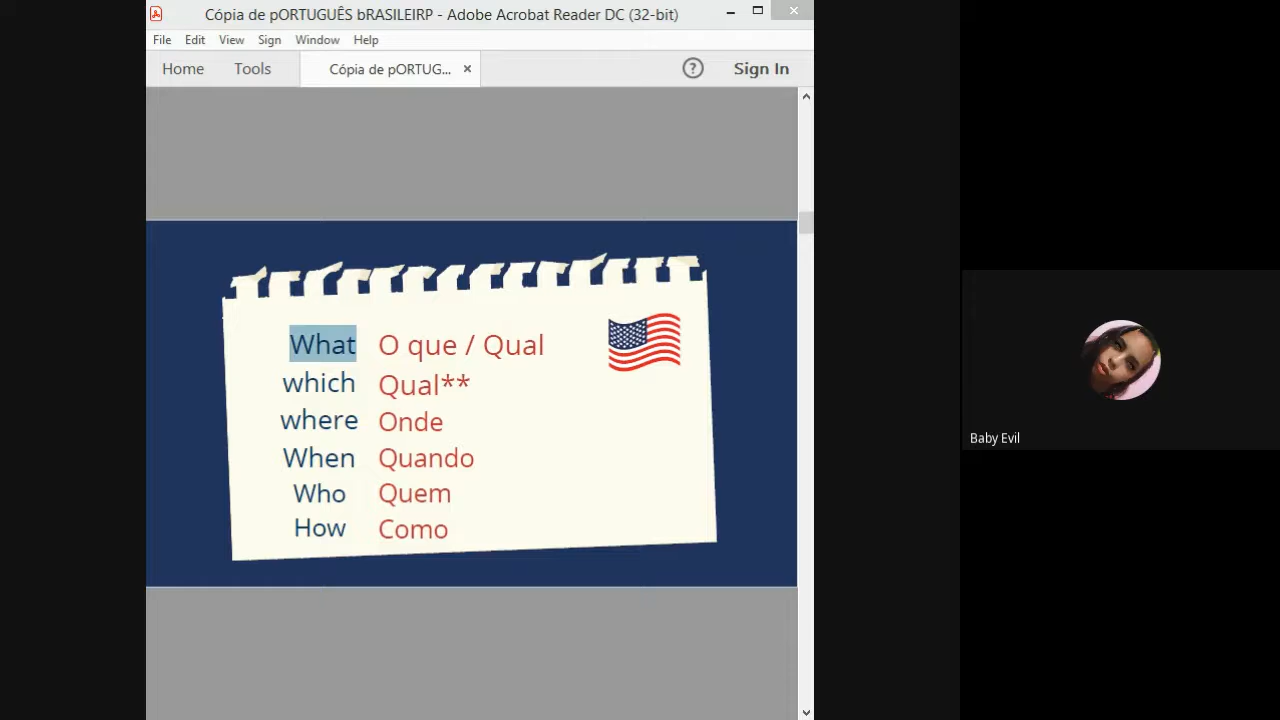 Cópia de pORTUGUÊS bRASILEIRP - Adobe Acrobat Reader DC (32-bit)
File Edit View Sign Window Help
Home Tools Cópia de pORTUG... × ? Sign In
What O que / Qual
which Qual**
where Onde
When Quando
Who Quem
How Como
Baby Evil